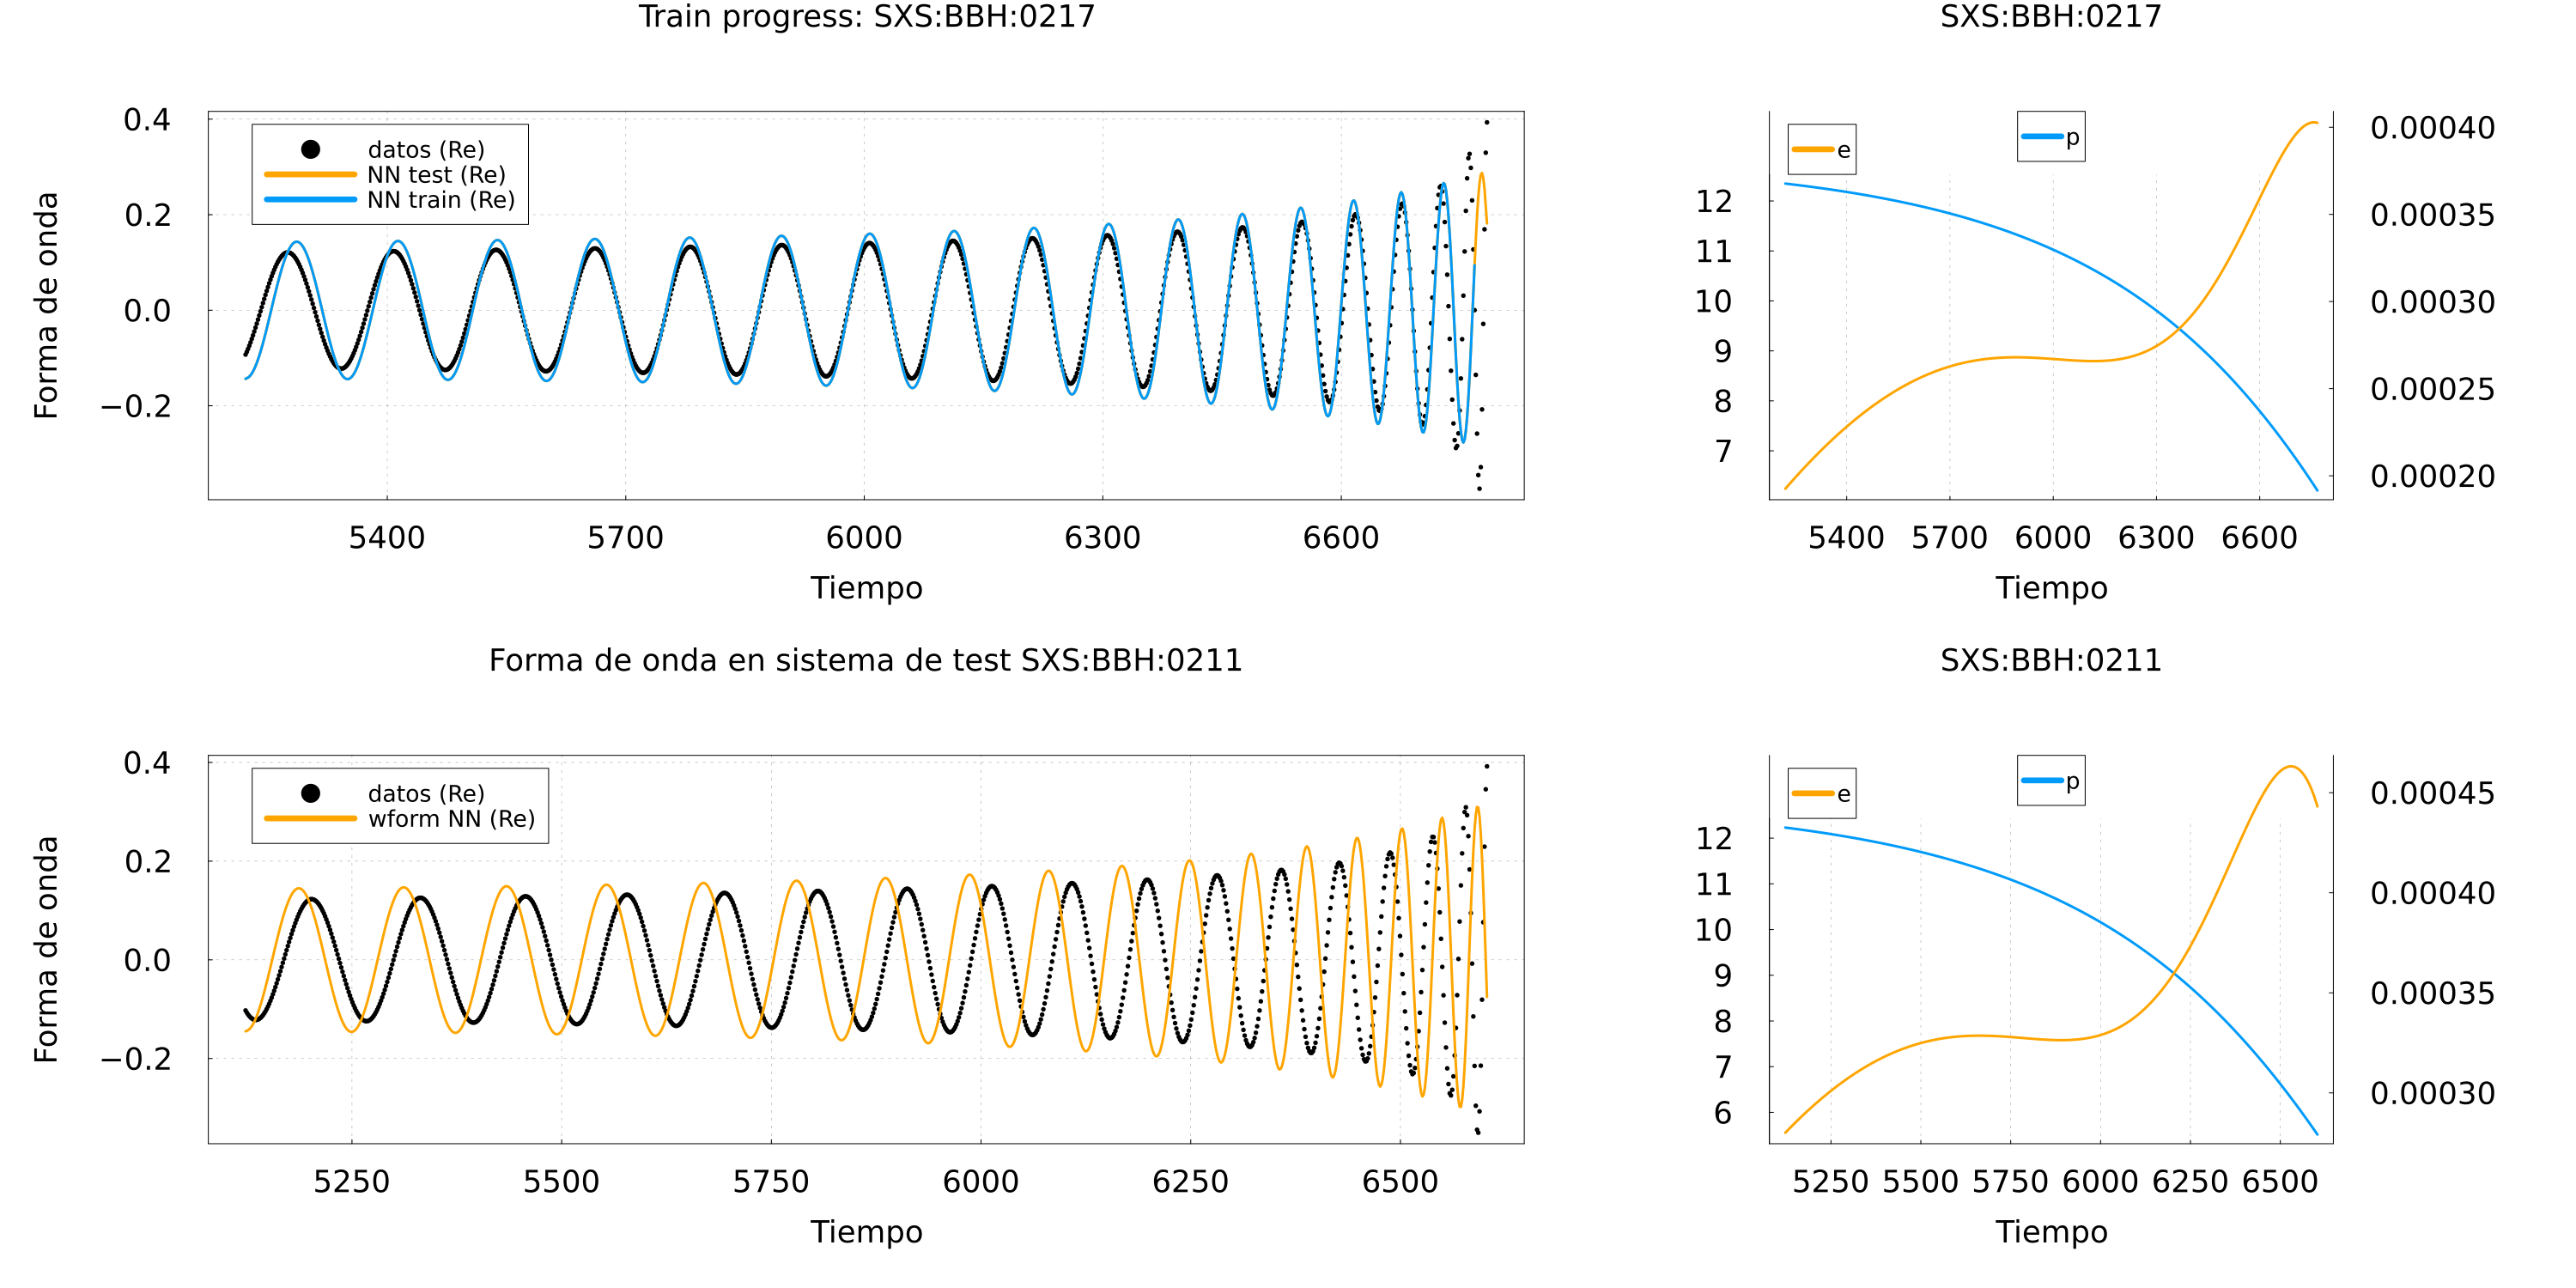 Train progress: SXS:BBH:0217
Forma de onda
0.4
0.2
0.0
−0.2
datos (Re)
NN test (Re)
NN train (Re)
5400 5700 6000 6300 6600
Tiempo
SXS:BBH:0217
e
p
12
11
10
9
8
7
0.00040
0.00035
0.00030
0.00025
0.00020
5400 5700 6000 6300 6600
Tiempo
Forma de onda en sistema de test SXS:BBH:0211
Forma de onda
0.4
0.2
0.0
−0.2
datos (Re)
wform NN (Re)
5250 5500 5750 6000 6250 6500
Tiempo
SXS:BBH:0211
e
p
12
11
10
9
8
7
6
0.00045
0.00040
0.00035
0.00030
5250 5500 5750 6000 6250 6500
Tiempo